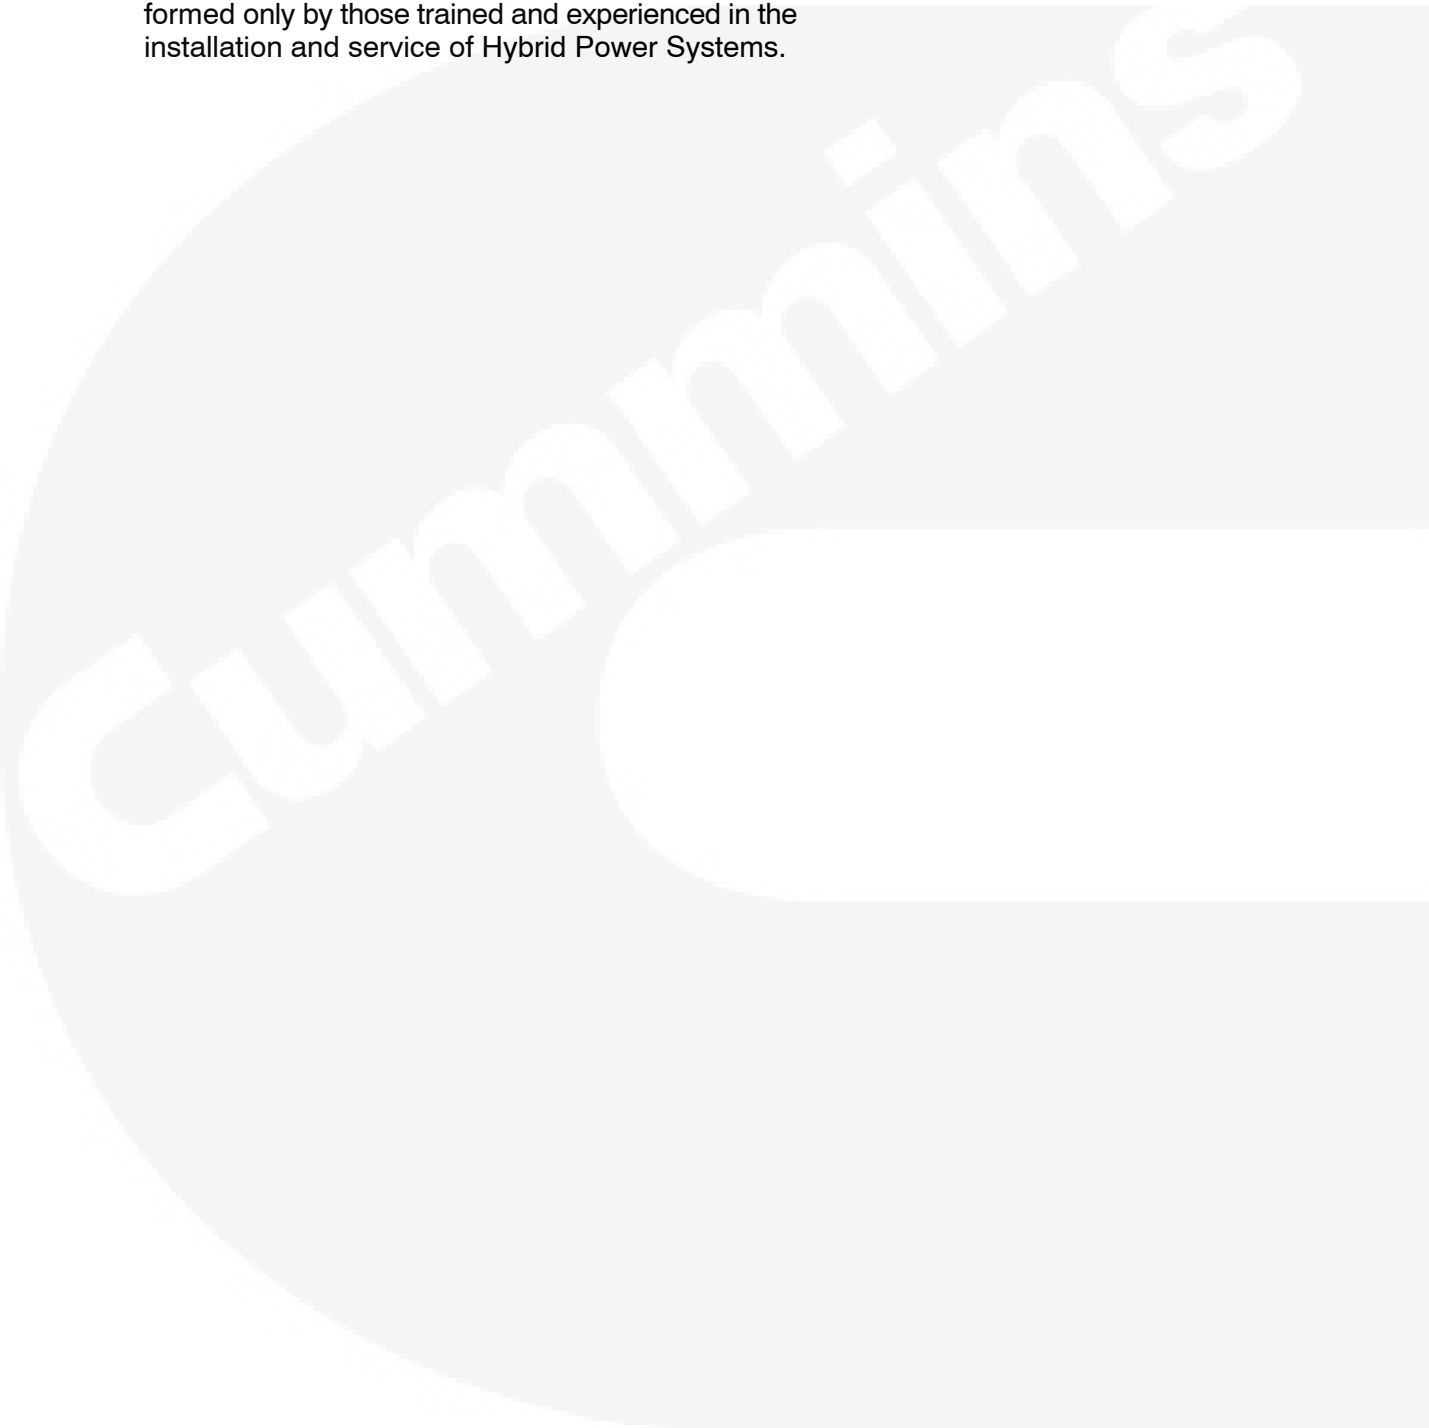 formed only by those trained and experienced in the
installation and service of Hybrid Power Systems.
Cummins